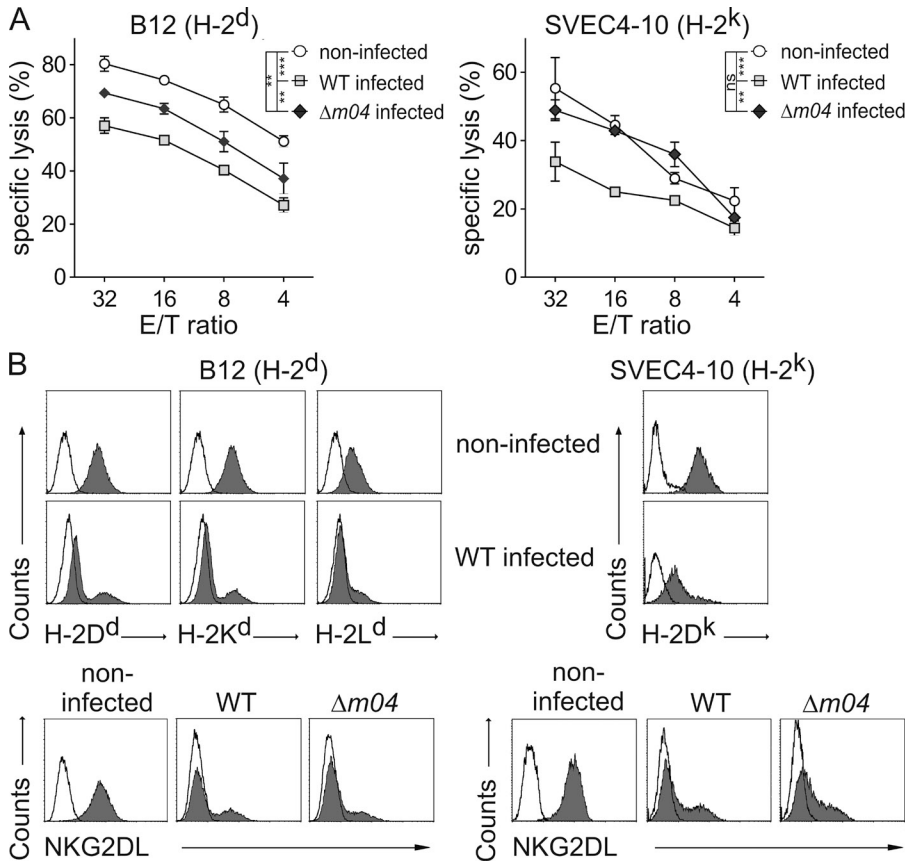 A
B12 (H-2d)
SVEC4-10 (H-2k)
specific lysis (%)
80
60
40
20
0
32 16 8 4
E/T ratio
** *** **
non-infected
WT infected
Δm04 infected
specific lysis (%)
60
40
20
0
32 16 8 4
E/T ratio
ns *** **
non-infected
WT infected
Δm04 infected
B
B12 (H-2d)
SVEC4-10 (H-2k)
non-infected
WT infected
Counts
H-2Dd
H-2Kd
H-2Ld
Counts
H-2Dk
non-
infected
WT
Δm04
Counts
NKG2DL
non-
infected
WT
Δm04
Counts
NKG2DL